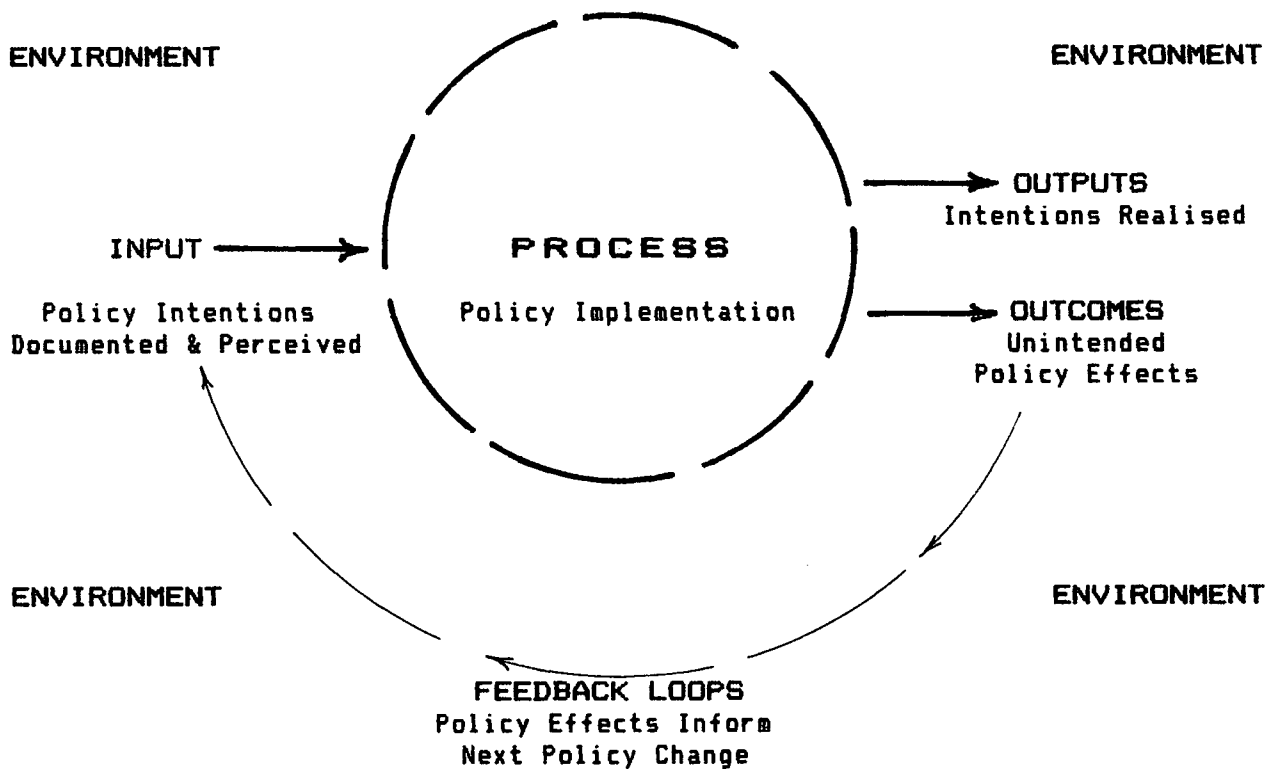 ENVIRONMENT
ENVIRONMENT
OUTPUTS
Intentions Realised
INPUT
PROCESS
Policy Intentions
Documented & Perceived
Policy Implementation
OUTCOMES
Unintended
Policy Effects
ENVIRONMENT
ENVIRONMENT
FEEDBACK LOOPS
Policy Effects Inform
Next Policy Change